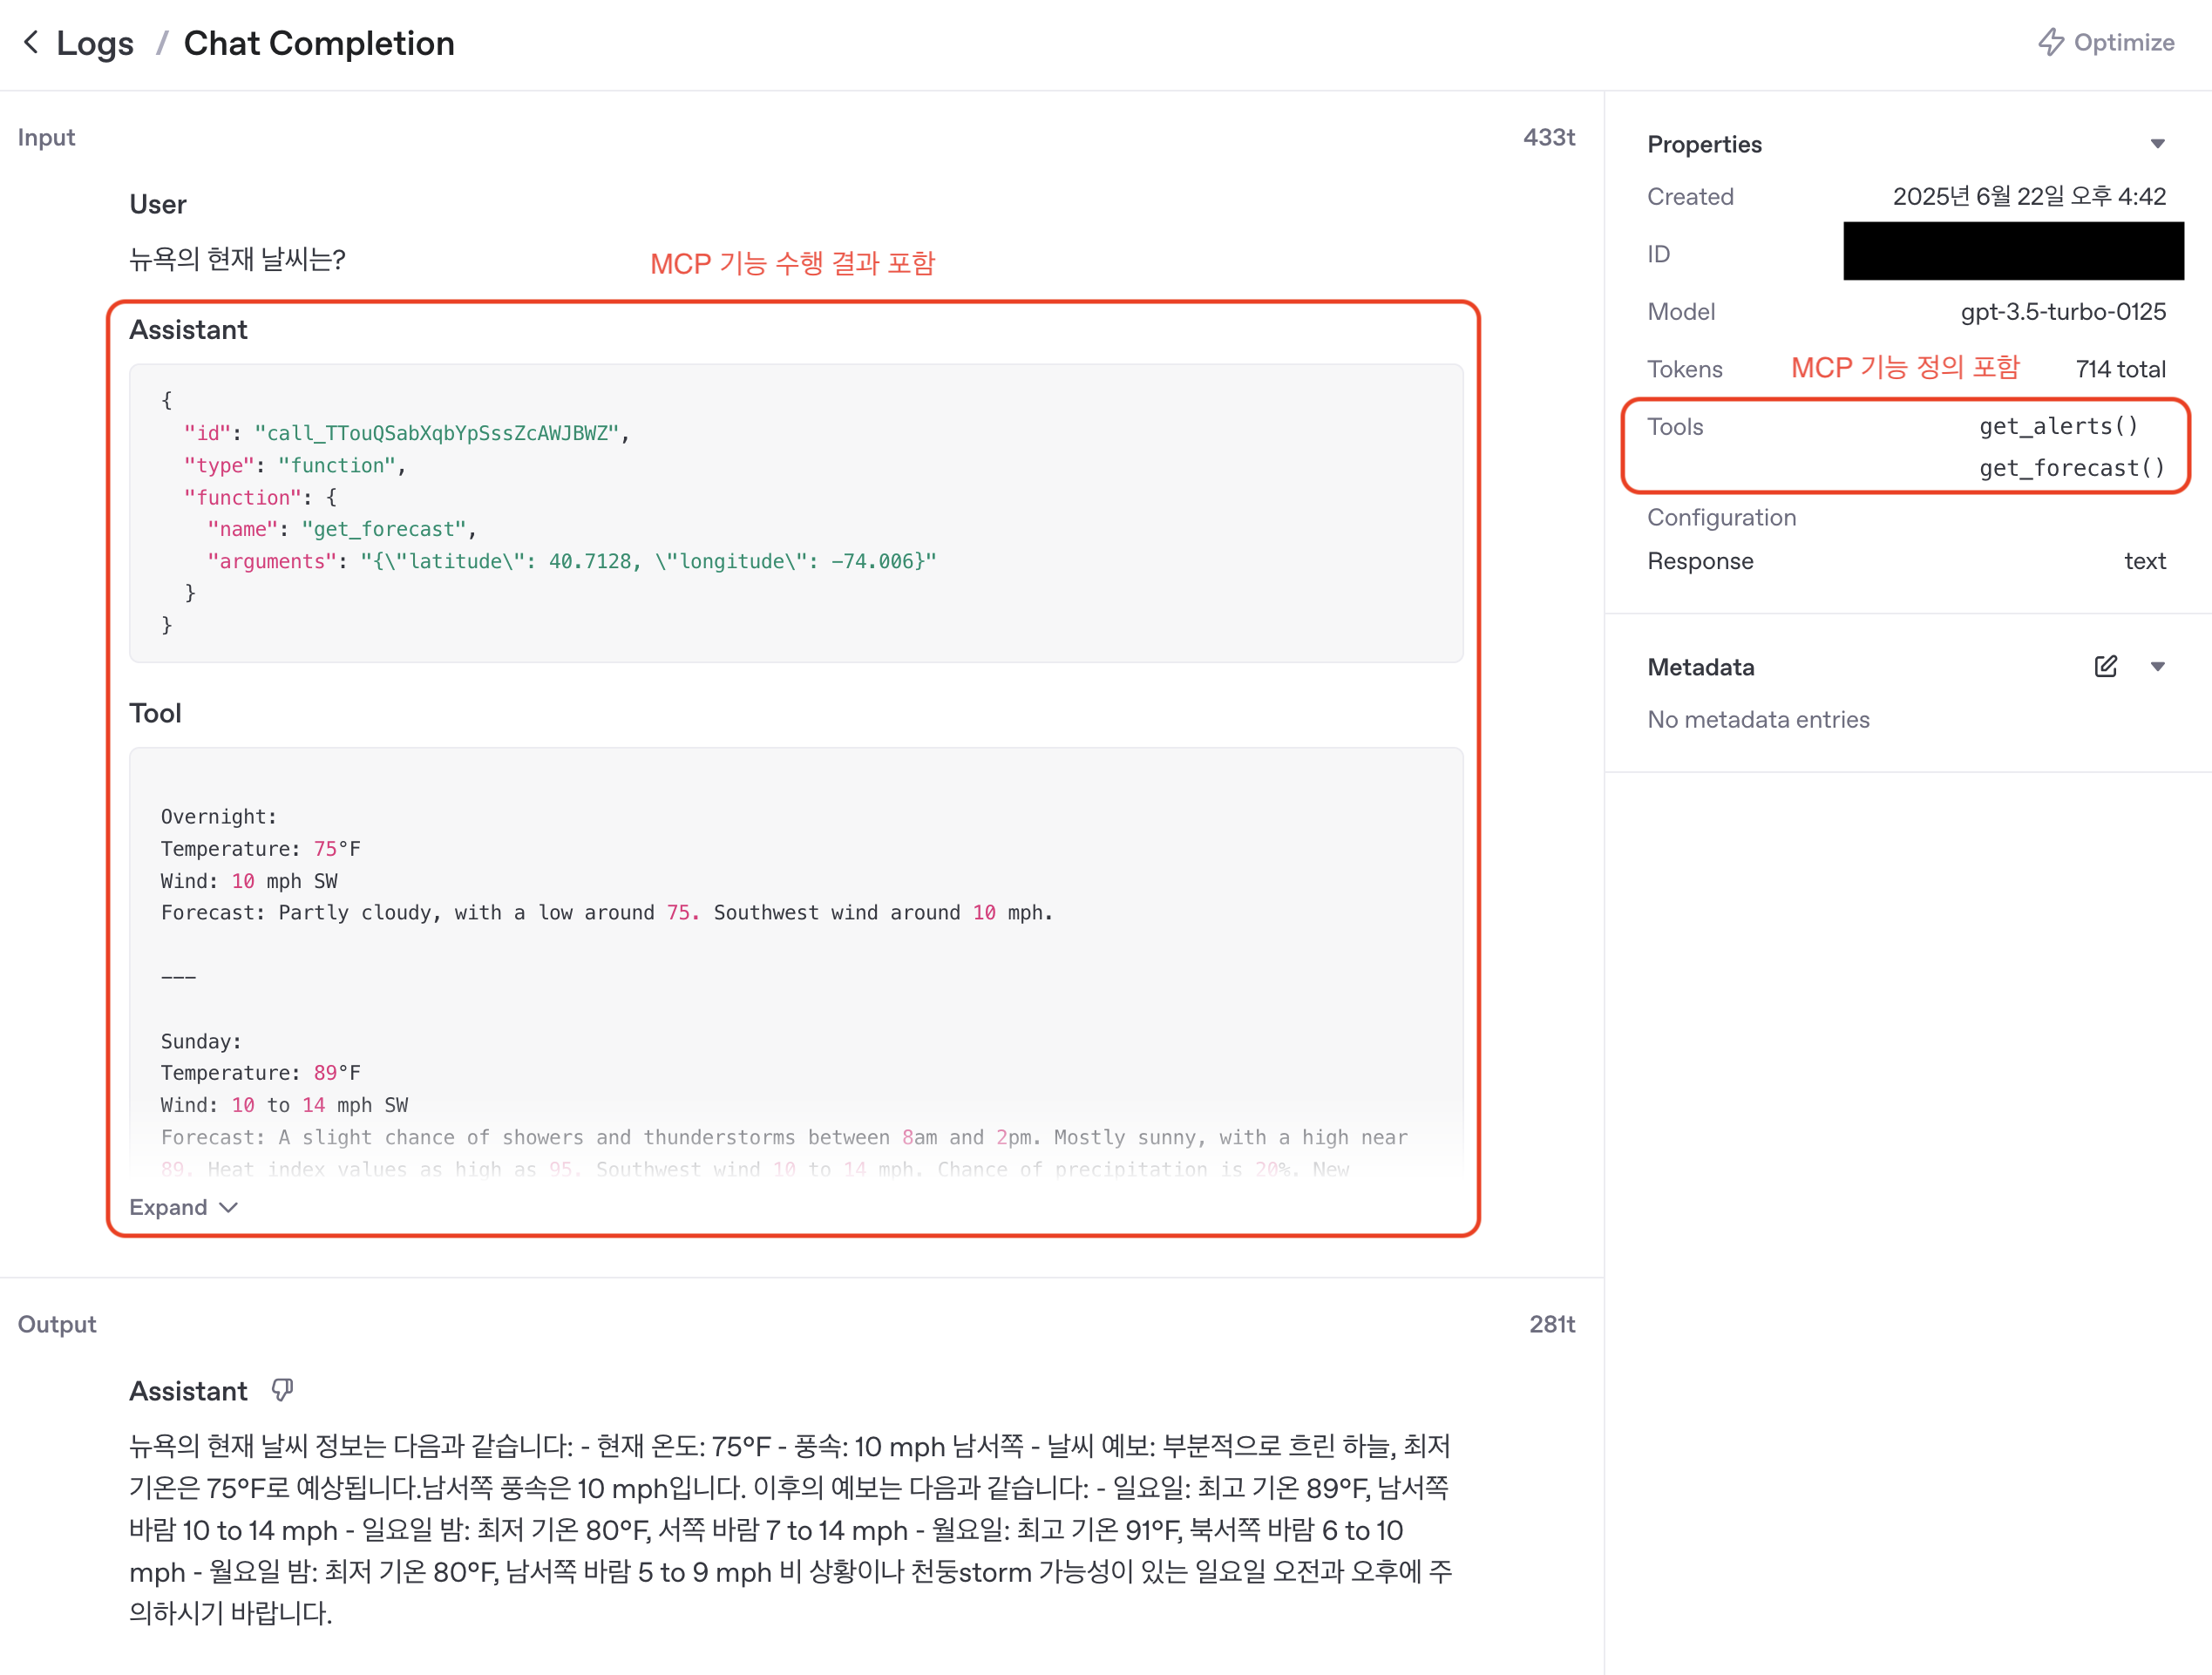 Logs / Chat Completion
Optimize
Input
433t
User
뉴욕의 현재 날씨는?
MCP 기능 수행 결과 포함
Assistant
{
"id": "call_TTouQSabXqbYpSssZcAWJBWZ",
"type": "function",
"function": {
"name": "get_forecast",
"arguments": "{\"latitude\": 40.7128, \"longitude\": -74.006}"
}
}
Tool
Overnight:
Temperature: 75°F
Wind: 10 mph SW
Forecast: Partly cloudy, with a low around 75. Southwest wind around 10 mph.
---
Sunday:
Temperature: 89°F
Wind: 10 to 14 mph SW
Forecast: A slight chance of showers and thunderstorms between 8am and 2pm. Mostly sunny, with a high near
89. Heat index values as high as 95. Southwest wind 10 to 14 mph. Chance of precipitation is 20%. New
Expand
Output
281t
Assistant
뉴욕의 현재 날씨 정보는 다음과 같습니다: - 현재 온도: 75°F - 풍속: 10 mph 남서쪽 - 날씨 예보: 부분적으로 흐린 하늘, 최저
기온은 75°F로 예상됩니다.남서쪽 풍속은 10 mph입니다. 이후의 예보는 다음과 같습니다: - 일요일: 최고 기온 89°F, 남서쪽
바람 10 to 14 mph - 일요일 밤: 최저 기온 80°F, 서쪽 바람 7 to 14 mph - 월요일: 최고 기온 91°F, 북서쪽 바람 6 to 10
mph - 월요일 밤: 최저 기온 80°F, 남서쪽 바람 5 to 9 mph 비 상황이나 천둥storm 가능성이 있는 일요일 오전과 오후에 주
의하시기 바랍니다.
Properties
Created 2025년 6월 22일 오후 4:42
ID
Model gpt-3.5-turbo-0125
Tokens MCP 기능 정의 포함 714 total
Tools get_alerts()
get_forecast()
Configuration
Response text
Metadata
No metadata entries